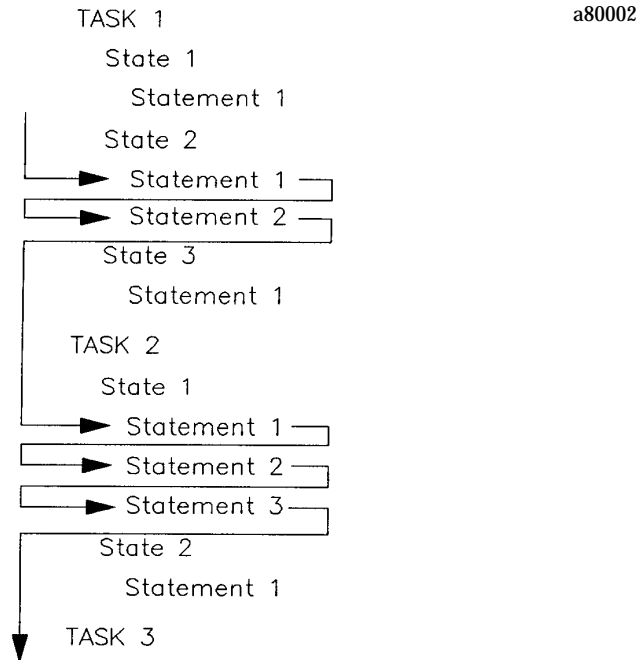 TASK 1
a80002
State 1
Statement 1
State 2
Statement 1
Statement 2
State 3
Statement 1
TASK 2
State 1
Statement 1
Statement 2
Statement 3
State 2
Statement 1
TASK 3